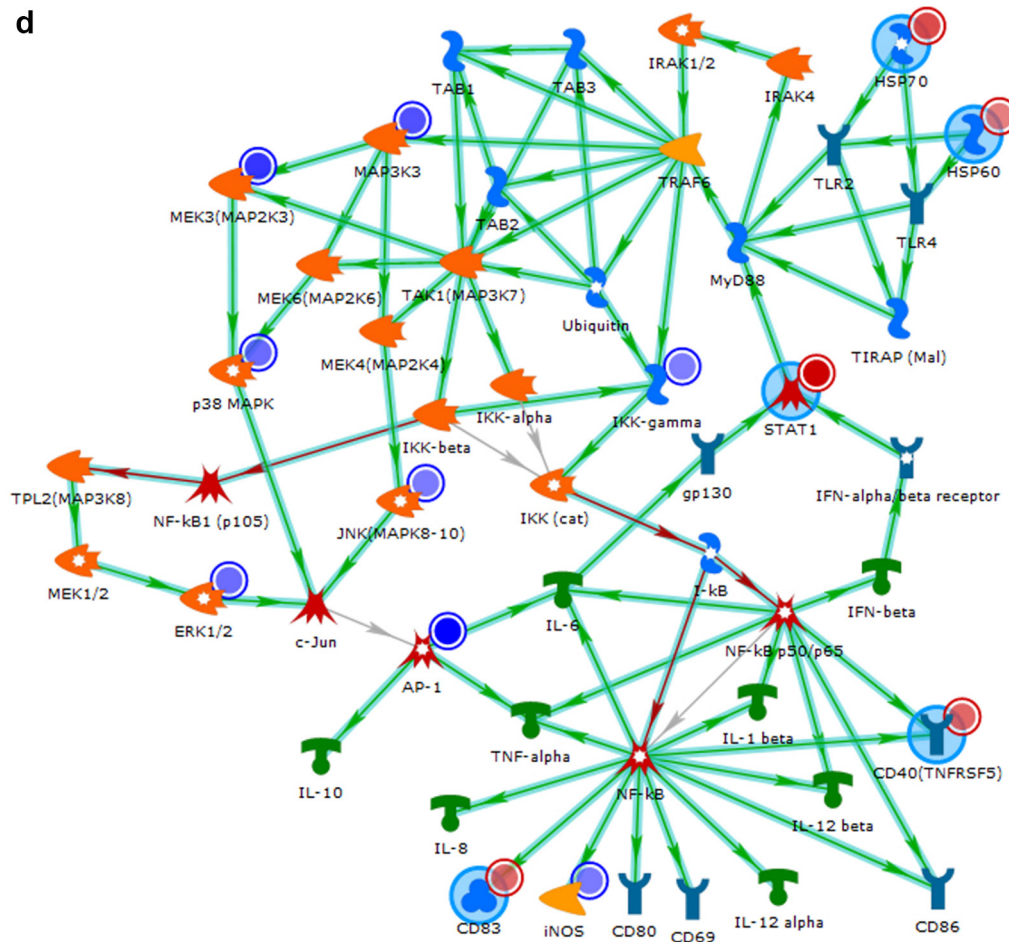 d
IRAK1/2
HSP70
TAB1
TAB3
IRAK4
MAP3K3
TRAF6
TLR2
HSP60
MEK3(MAP2K3)
TAB2
TLR4
MyD88
MEK6(MAP2K6)
TAK1(MAP3K7)
Ubiquitin
TIRAP (Mal)
MEK4(MAP2K4)
p38 MAPK
IKK-alpha
IKK-gamma
STAT1
IKK-beta
gp130
IFN-alpha/beta receptor
TPL2(MAP3K8)
NF-kB1 (p105)
JNK(MAPK8-10)
IKK (cat)
MEK1/2
I-kB
ERK1/2
IL-6
IFN-beta
c-Jun
NF-kB p50/p65
AP-1
IL-1 beta
TNF-alpha
CD40(TNFRSF5)
IL-10
NF-kB
IL-12 beta
IL-8
CD83
iNOS
CD80
CD69
IL-12 alpha
CD86